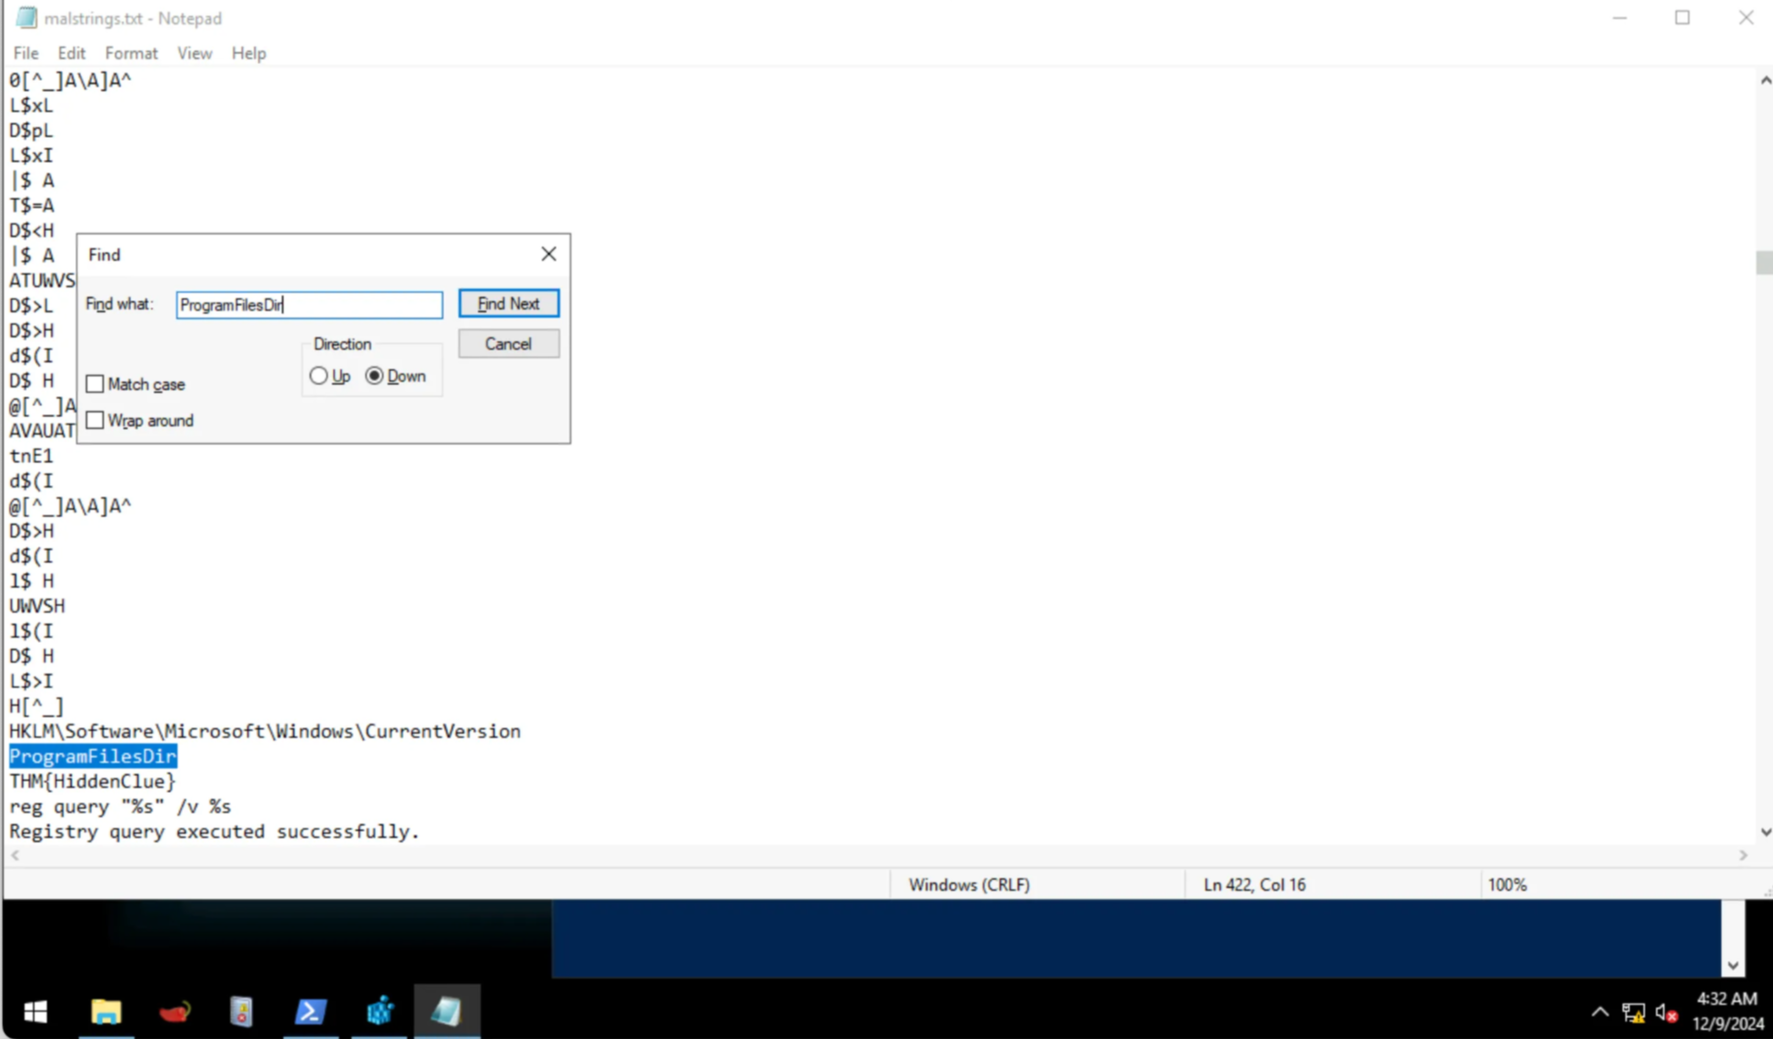 malstrings.txt - Notepad
File Edit Format View Help
0[^_]A\A]A^
L$xL
D$pL
L$xI
|$ A
T$=A
D$<H
|$ A
ATUWVS
D$>L
D$>H
d$(I
D$ H
@[^_]A
AVAUAT
Find
Find what: ProgramFilesDir
Find Next
Direction
Cancel
Up Down
Match case
Wrap around
tnE1
d$(I
@[^_]A\A]A^
D$>H
d$(I
l$ H
UWVSH
l$(I
D$ H
L$>I
H[^_]
HKLM\Software\Microsoft\Windows\CurrentVersion
ProgramFilesDir
THM{HiddenClue}
reg query "%s" /v %s
Registry query executed successfully.
Windows (CRLF) Ln 422, Col 16 100%
4:32 AM
12/9/2024